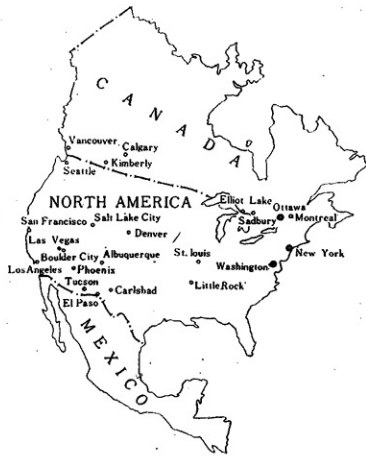 CANADA
Vancouver
Calgary
Kimberly
Seattle
NORTH AMERICA
Elliot Lake
Ottawa
Sadbury
Montreal
San Francisco
Salt Lake City
Denver
Las Vegas
New York
Boulder City
Albuquerque
St. louis
Los Angeles
Phoenix
Washington
Tucson
Carlsbad
Little Rock
El Paso
MEXICO